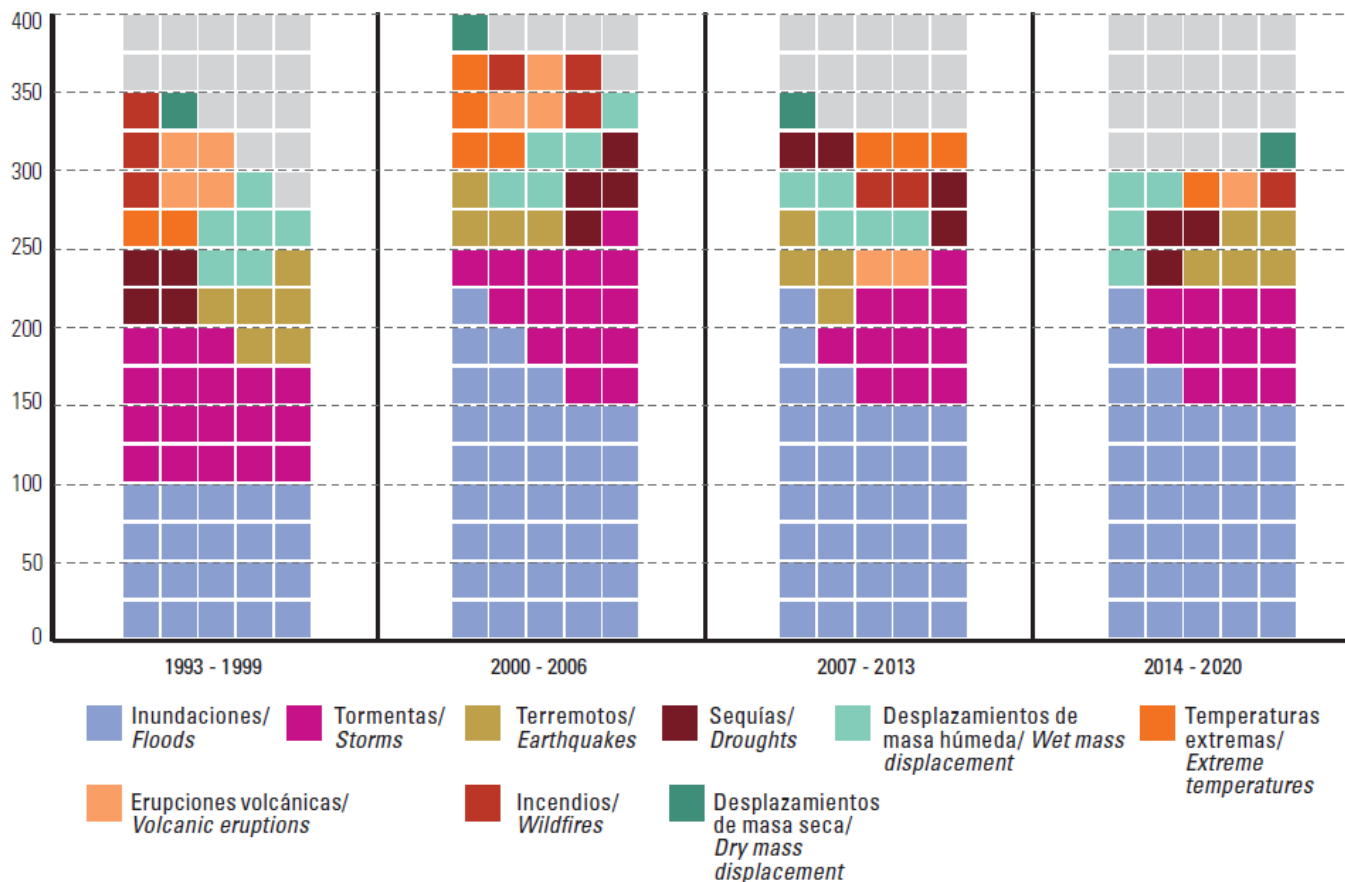 400
350
300
250
200
150
100
50
0
1993 - 1999
2000 - 2006
2007 - 2013
2014 - 2020
Inundaciones/
Floods
Tormentas/
Storms
Terremotos/
Earthquakes
Sequías/
Droughts
Desplazamientos de
masa húmeda/ Wet mass
displacement
Temperaturas
extremas/
Extreme
temperatures
Erupciones volcánicas/
Volcanic eruptions
Incendios/
Wildfires
Desplazamientos
de masa seca/
Dry mass
displacement